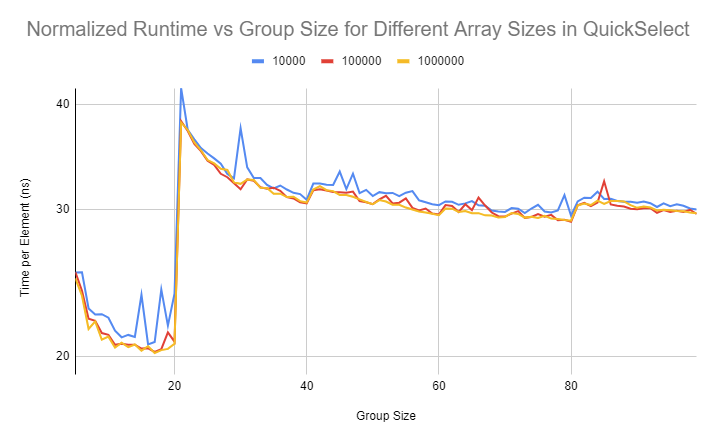 Normalized Runtime vs Group Size for Different Array Sizes in QuickSelect
10000 100000 1000000
Time per Element (ns)
40
30
20
20 40 60 80
Group Size